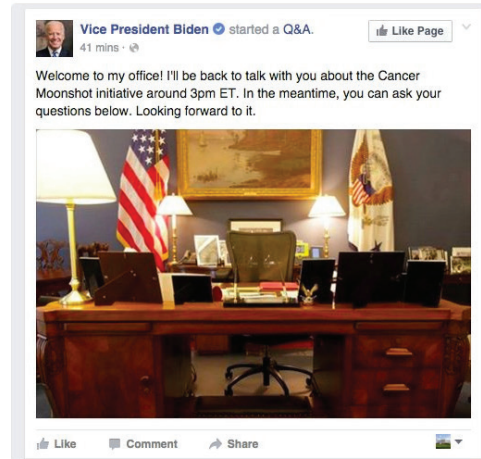 Vice President Biden started a Q&A.
Like Page
41 mins ·
Welcome to my office! I'll be back to talk with you about the Cancer
Moonshot initiative around 3pm ET. In the meantime, you can ask your
questions below. Looking forward to it.
Like Comment Share